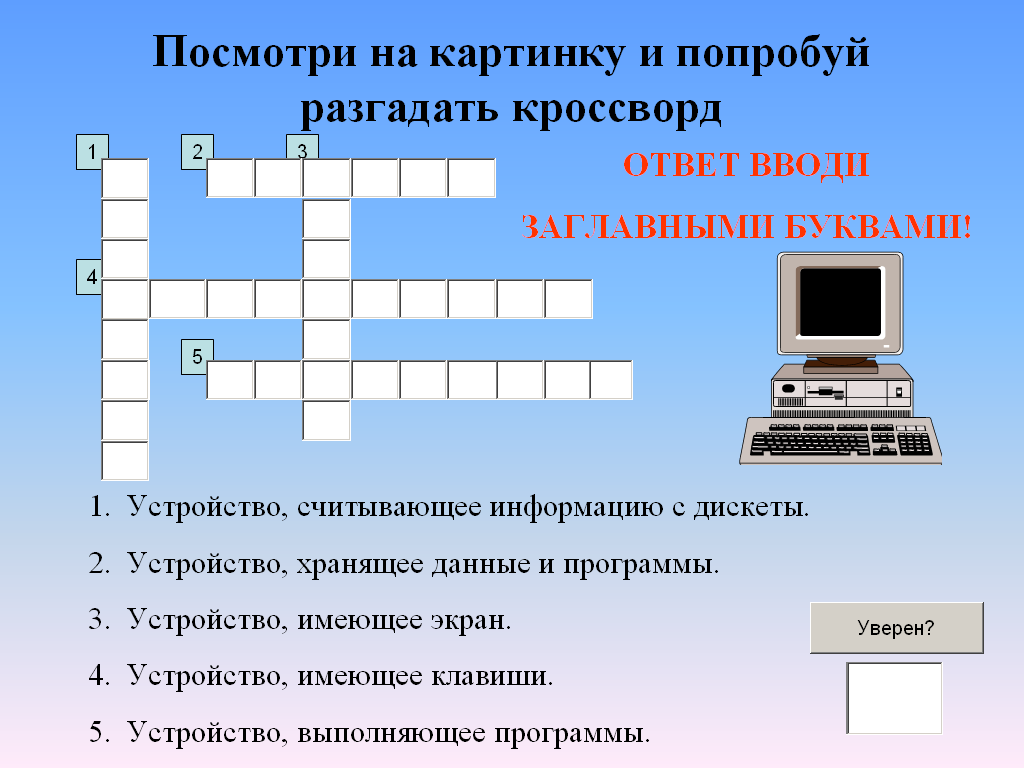 Посмотри на картинку и попробуй
разгадать кроссворд
1
2
3
ОТВЕТ ВВОДИ
ЗАГЛАВНЫМИ БУКВАМИ!
4
5
1. Устройство, считывающее информацию с дискеты.
2. Устройство, хранящее данные и программы.
3. Устройство, имеющее экран.
4. Устройство, имеющее клавиши.
5. Устройство, выполняющее программы.
Уверен?